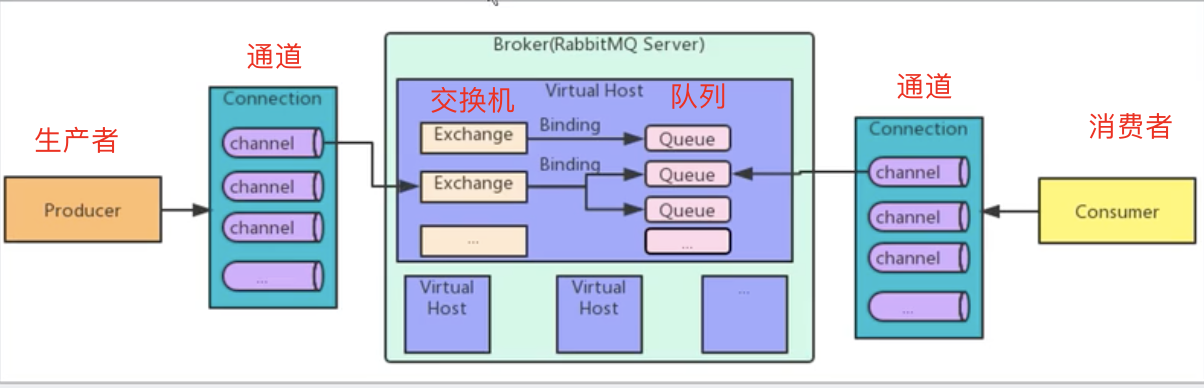 Broker(RabbitMQ Server)
通道
Connection
生产者
Producer
channel
channel
channel
...
Virtual Host
交换机
队列
Exchange
Binding
Queue
Exchange
Binding
Queue
Queue
...
...
Virtual
Host
Virtual
Host
...
通道
Connection
channel
channel
channel
...
消费者
Consumer